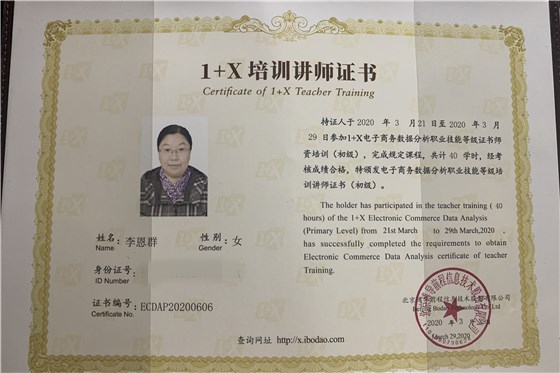 1+X 培训讲师证书
Certificate of 1+X Teacher Training
持证人于 2020 年 3 月 21 日至 2020 年 3 月
29 日参加1+X电子商务数据分析职业技能等级证书师
资培训（初级），完成规定课程，共计 40 学时，经考
核成绩合格，特颁发电子商务数据分析职业技能等级培
训讲师证书（初级）。
The holder has participated in the teacher training ( 40
hours) of the 1+X Electronic Commerce Data Analysis
(Primary Level) from 21st March to 29th March,2020 .
has successfully completed the requirements to obtain
Electronic Commerce Data Analysis certificate of teacher
Training.
姓名: 李恩群 性别: 女
Name: Gender
身份证号:
ID No.
证书编号: ECDAP20200606
Certificate No.
北京博导前程信息技术股份有限公司
Beijing Bodao Technology Co.,Ltd
2020 年 3 月
March 29,2020
查询网址 http://x.ibodao.com